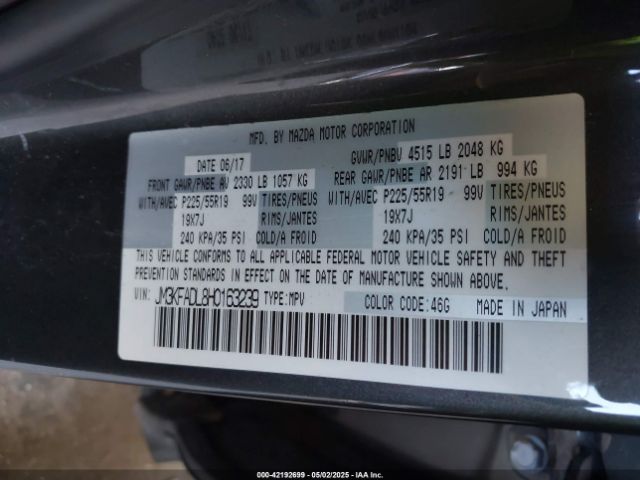 MFD. BY MAZDA MOTOR CORPORATION
DATE 06/17 GVWR/PNBV 4515 LB 2048 KG
FRONT GAWR/PNBE AV 2330 LB 1057 KG REAR GAWR/PNBE AR 2191 LB 994 KG
WITH/AVEC P225/55R19 99V TIRES/PNEUS WITH/AVEC P225/55R19 99V TIRES/PNEUS
19X7J RIMS/JANTES 19X7J RIMS/JANTES
240 KPA/35 PSI COLD/A FROID 240 KPA/35 PSI COLD/A FROID
THIS VEHICLE CONFORMS TO ALL APPLICABLE FEDERAL MOTOR VEHICLE SAFETY AND THEFT
PREVENTION STANDARDS IN EFFECT ON THE DATE OF MANUFACTURE SHOWN ABOVE.
VIN: JM3KFADL8H0163239 TYPE:MPV COLOR CODE:46G MADE IN JAPAN
000-42192699 - 05/02/2025 - IAA Inc.